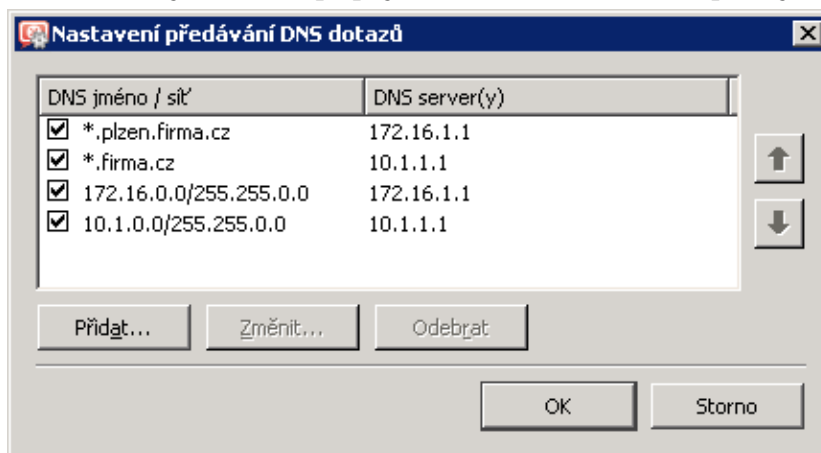 Nastavení předávání DNS dotazů
DNS jméno / síť DNS server(y)
*.plzen.firma.cz 172.16.1.1
*.firma.cz 10.1.1.1
172.16.0.0/255.255.0.0 172.16.1.1
10.1.0.0/255.255.0.0 10.1.1.1
Přidat... Změnit... Odebrat
OK Storno